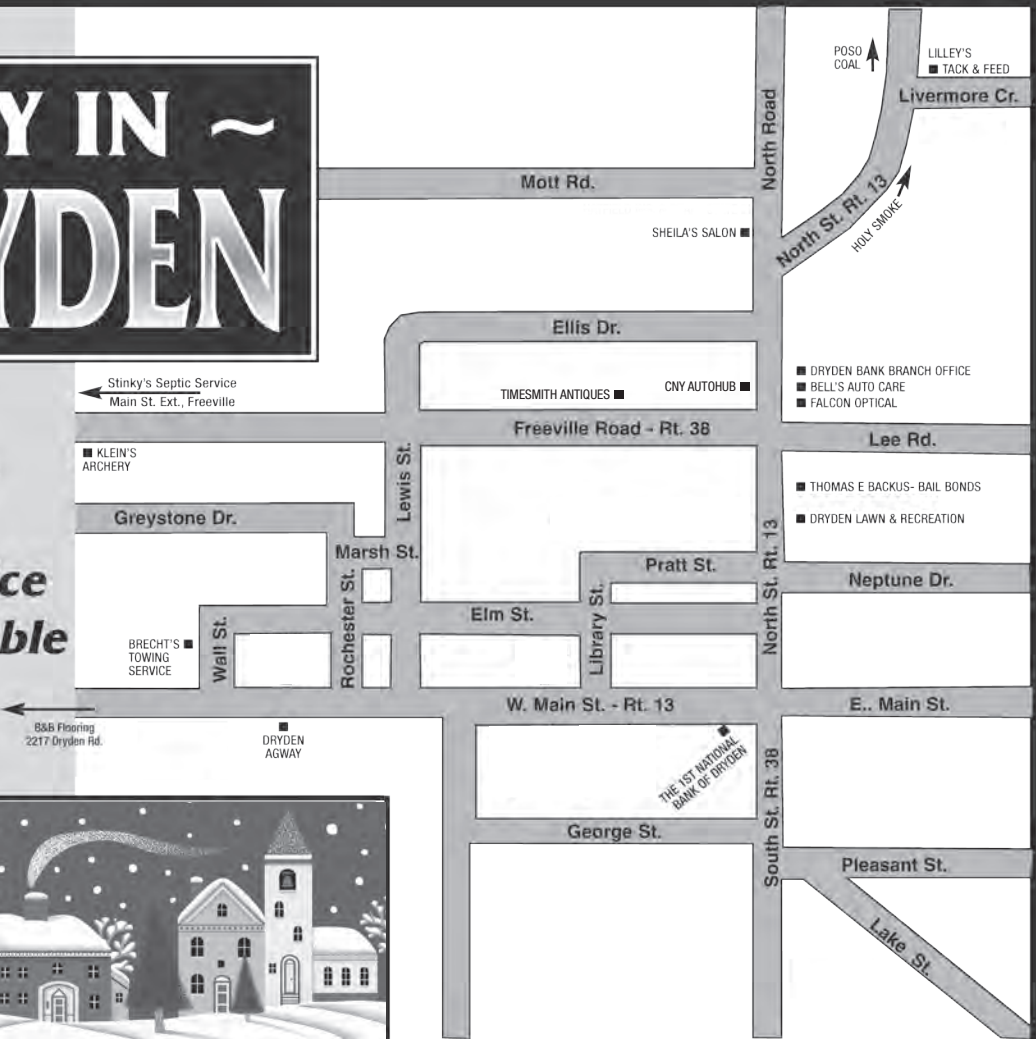 Y IN ~
YDEN
ce
ble
POSO
COAL
LILLEY'S
TACK & FEED
Livermore Cr.
North Road
Mott Rd.
North St. Rt. 13
HOLY SMOKE
SHEILA'S SALON
Ellis Dr.
Stinky's Septic Service
Main St. Ext., Freeville
TIMESMITH ANTIQUES
CNY AUTOHUB
DRYDEN BANK BRANCH OFFICE
BELL'S AUTO CARE
FALCON OPTICAL
Freeville Road - Rt. 38
Lee Rd.
KLEIN'S
ARCHERY
Lewis St.
THOMAS E BACKUS- BAIL BONDS
DRYDEN LAWN & RECREATION
Greystone Dr.
Marsh St.
Pratt St.
North St. Rt. 13
Neptune Dr.
Rochester St.
Elm St.
Library St.
Wall St.
BRECHT'S
TOWING
SERVICE
W. Main St. - Rt. 13
E.. Main St.
B&B Flooring
2217 Dryden Rd.
DRYDEN
AGWAY
THE 1ST NATIONAL
BANK OF DRYDEN
South St. Rt. 38
George St.
Pleasant St.
Lake St.